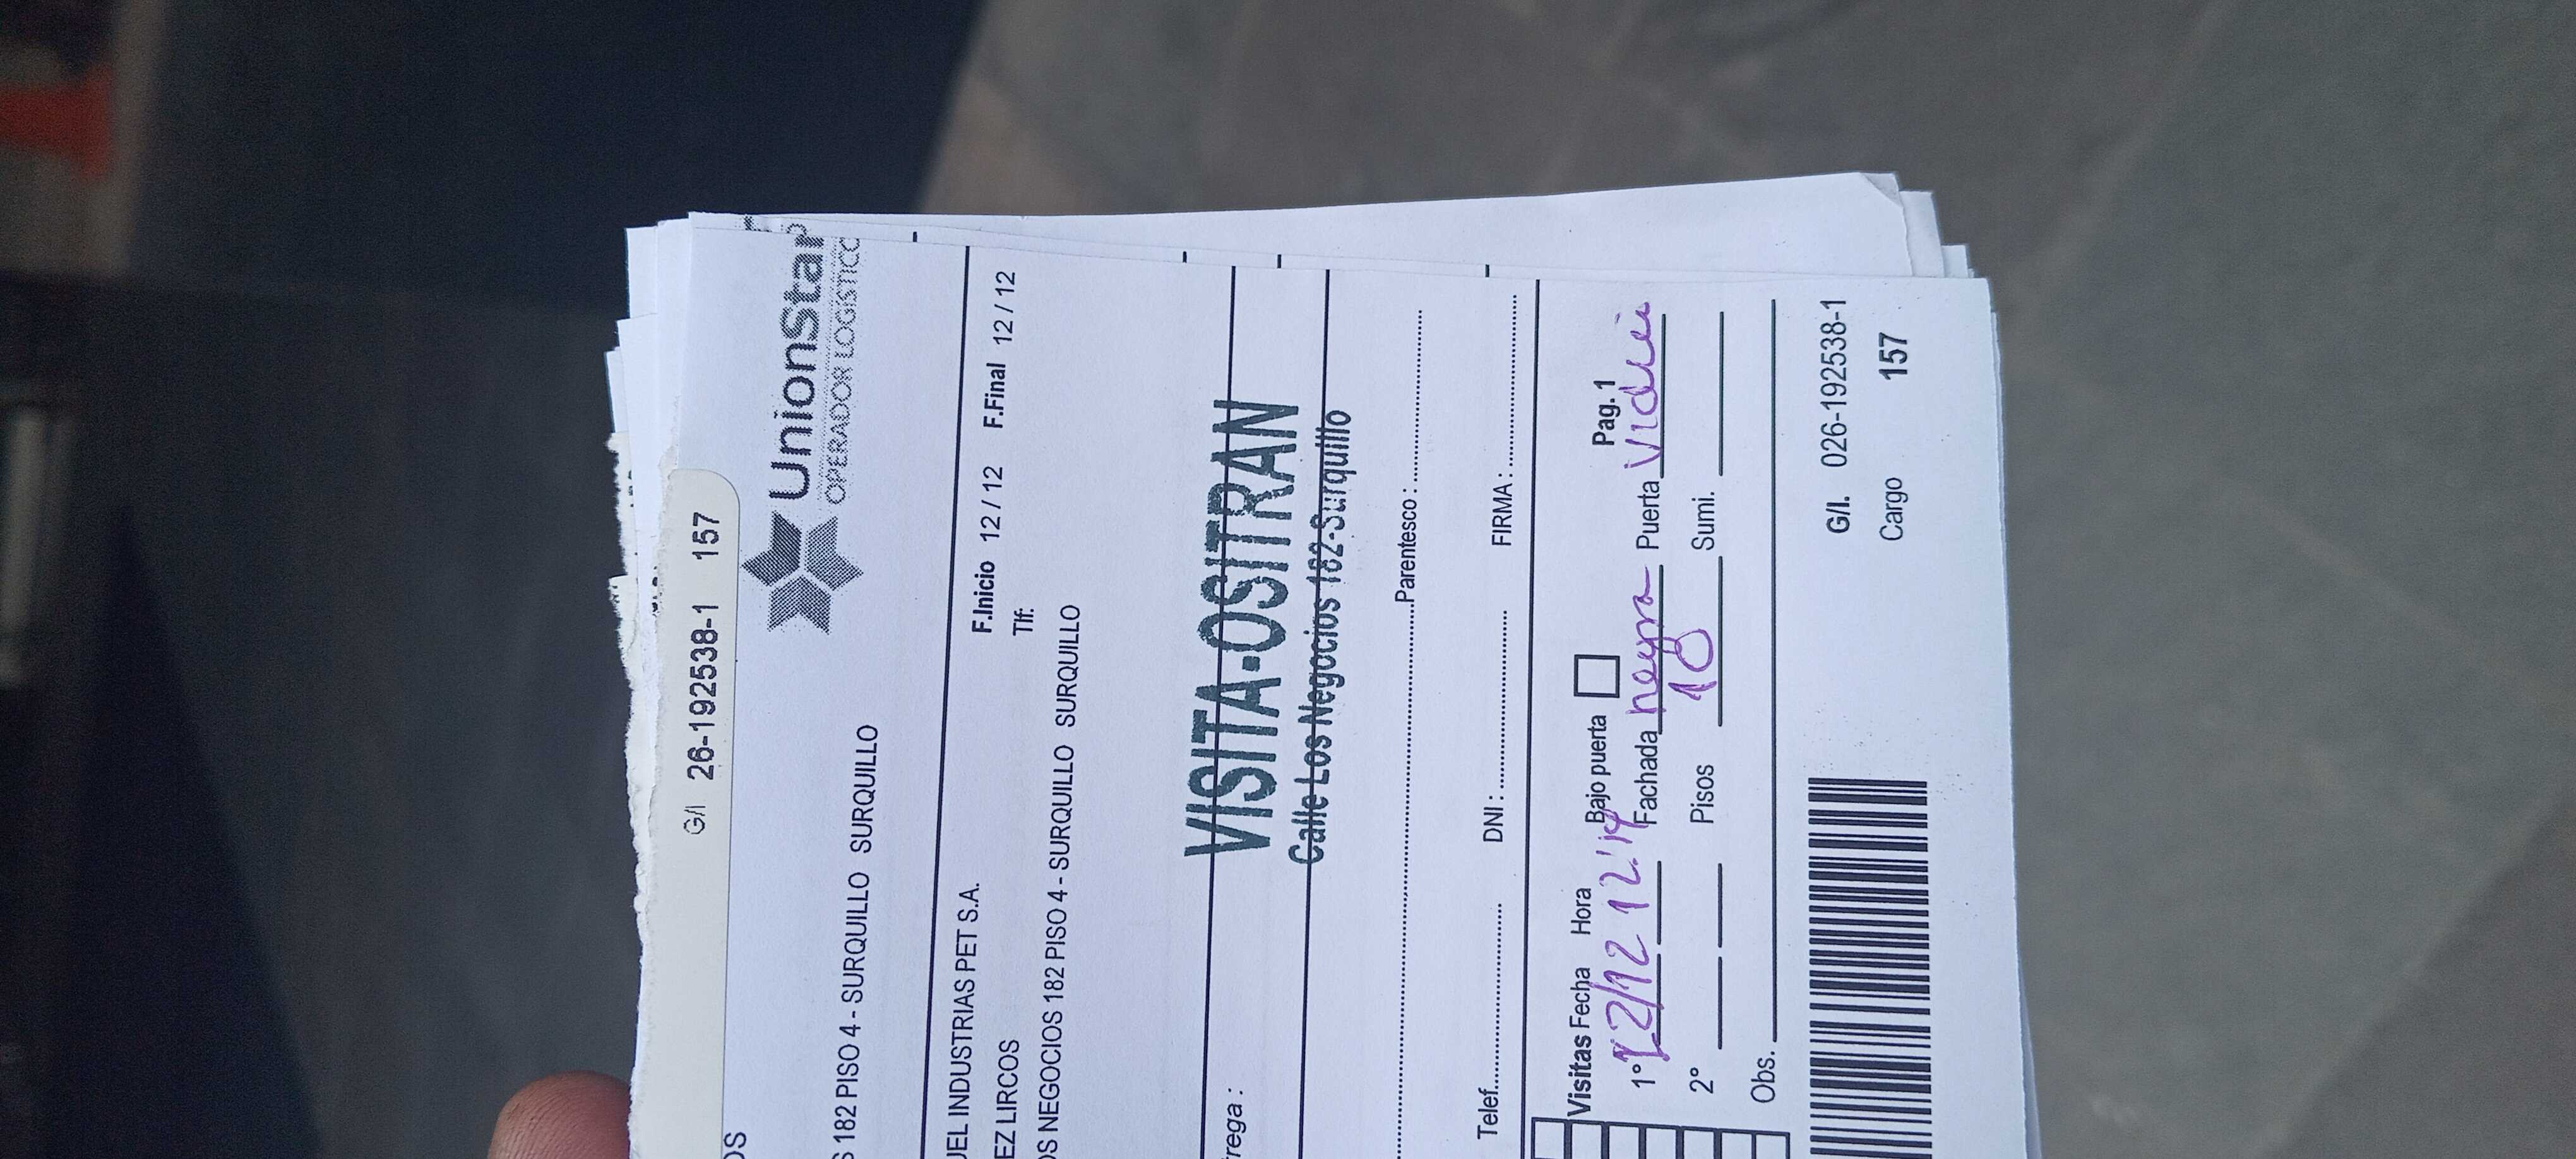 G/I 26-192538-1 157
OS
UnionStar
OPERADOR LOGISTICO
S 182 PISO 4 - SURQUILLO SURQUILLO
UEL INDUSTRIAS PET S.A.
F.Inicio 12 / 12 F.Final 12 / 12
EZ LIRCOS Tlf:
OS NEGOCIOS 182 PISO 4 - SURQUILLO SURQUILLO
VISITA-OSITRAN
Calle Los Negocios 182-Surquillo
trega :
Parentesco :
Telef. DNI : FIRMA :
Visitas Fecha Hora Bajo puerta Pag. 1
1° 12/12 12:14 Fachada negra Puerta Vidrio
2° Pisos 10 Sumi.
Obs.
G/I. 026-192538-1
Cargo 157